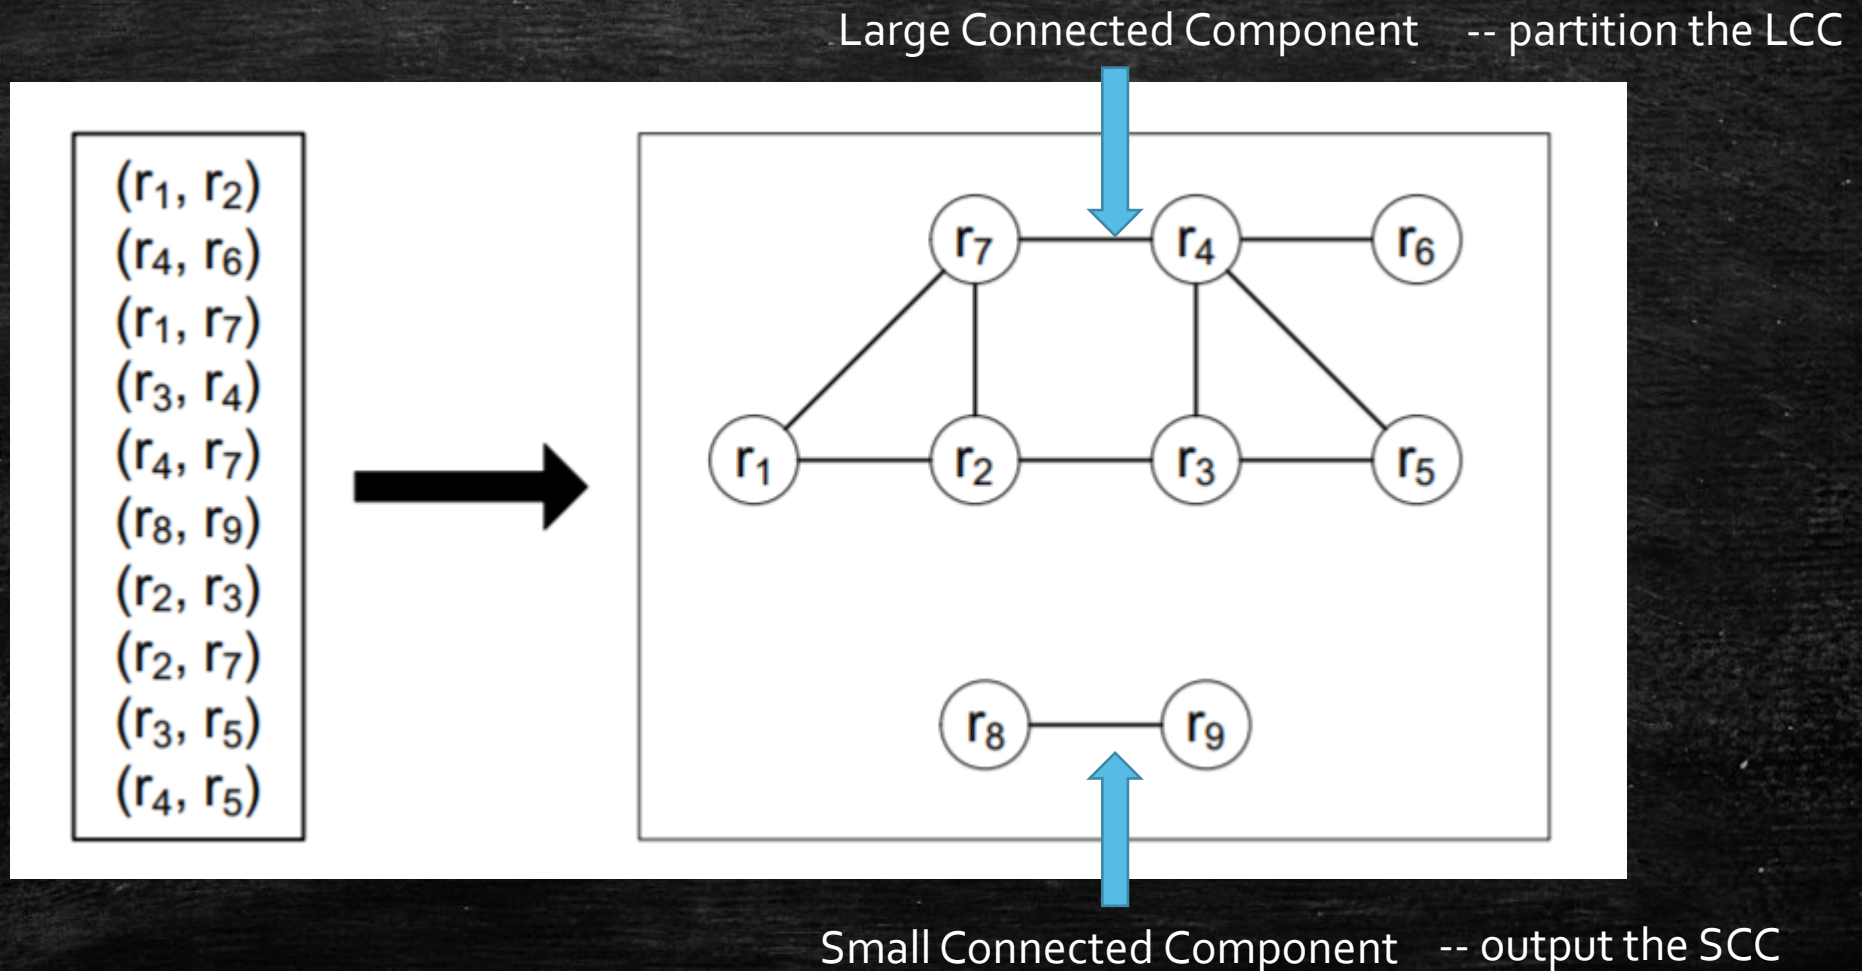 Large Connected Component -- partition the LCC
(r₁, r₂)
(r₄, r₆)
(r₁, r₇)
(r₃, r₄)
(r₄, r₇)
(r₈, r₉)
(r₂, r₃)
(r₂, r₇)
(r₃, r₅)
(r₄, r₅)
r₇ r₄ r₆
r₁ r₂ r₃ r₅
r₈ r₉
Small Connected Component -- output the SCC